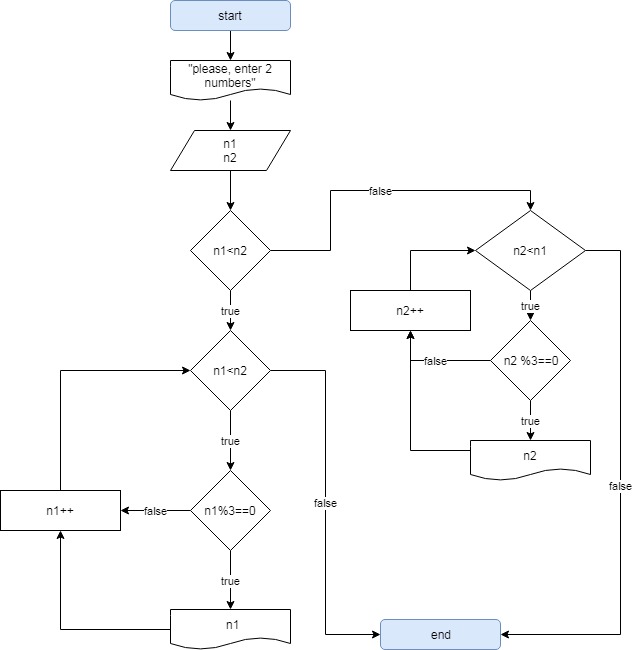 start
"please, enter 2
numbers"
n1
n2
false
n1<n2
n2<n1
true
true
n2++
n1<n2
false
n2 %3==0
true
true
n2
n1++
false
n1%3==0
false
false
true
n1
end